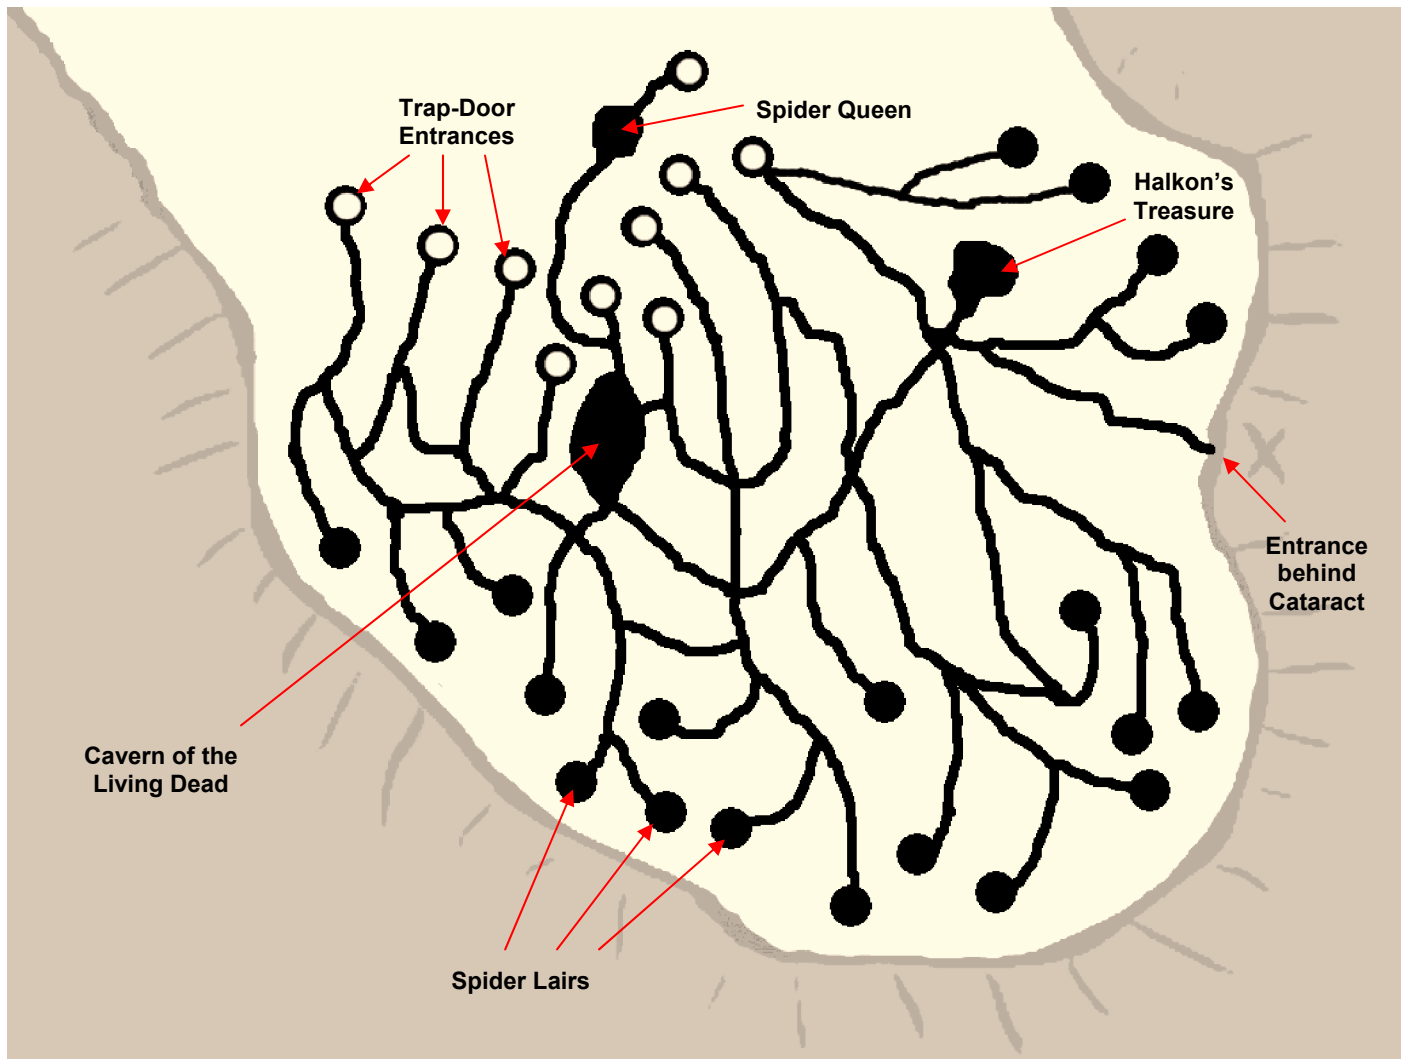 Trap-Door
Entrances
Spider Queen
Halkon's
Treasure
Entrance
behind
Cataract
Cavern of the
Living Dead
Spider Lairs